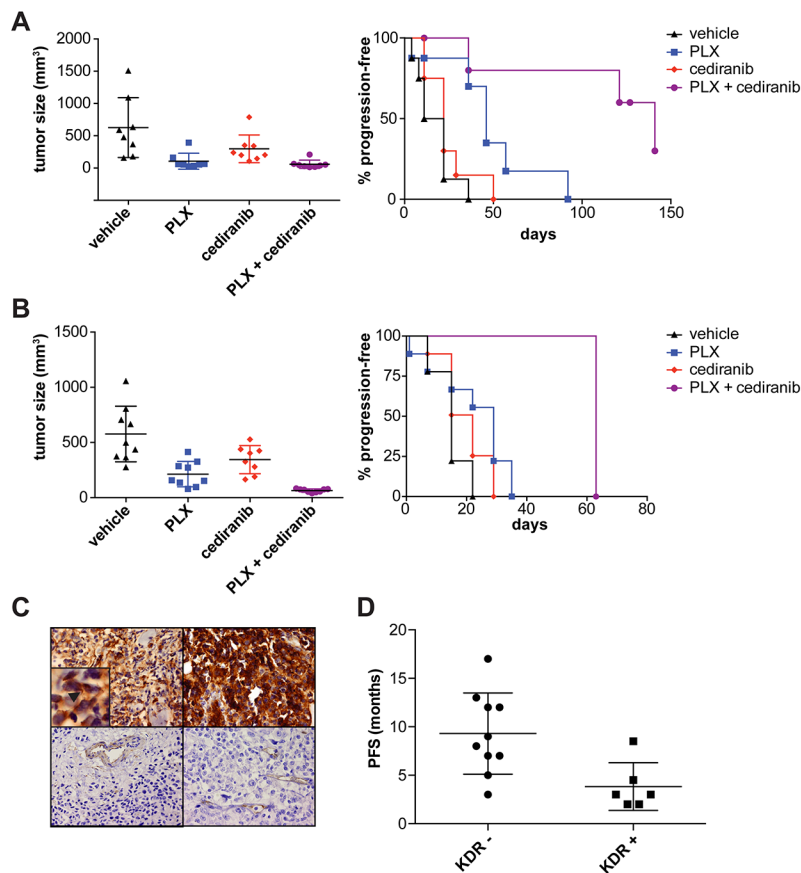 A
tumor size (mm³)
2000
1500
1000
500
0
vehicle
PLX
cediranib
PLX + cediranib
% progression-free
100
50
0
0
50
100
150
days
vehicle
PLX
cediranib
PLX + cediranib
B
tumor size (mm³)
1500
1000
500
0
vehicle
PLX
cediranib
PLX + cediranib
% progression-free
100
75
50
25
0
0
20
40
60
80
days
vehicle
PLX
cediranib
PLX + cediranib
C
D
PFS (months)
20
15
10
5
0
KDR -
KDR +